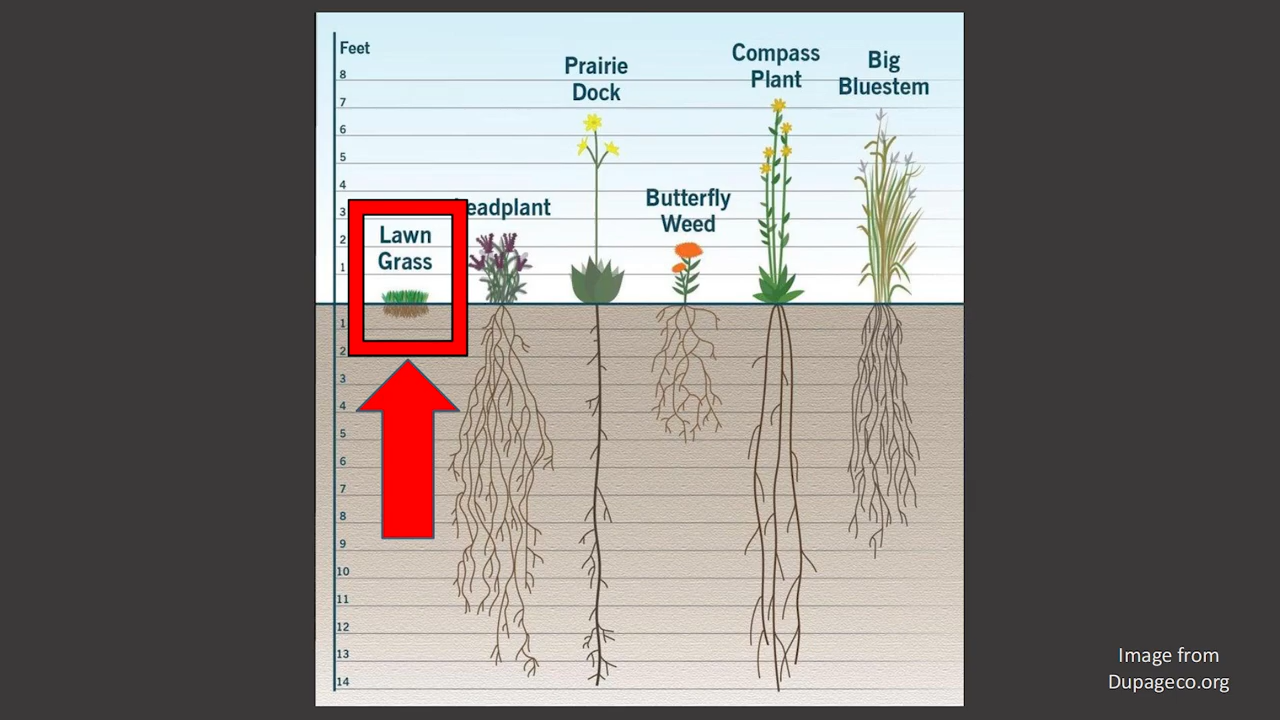 Feet
8
7
6
5
4
3
2
1
1
2
3
4
5
6
7
8
9
10
11
12
13
14
Lawn
Grass
eadplant
Prairie
Dock
Butterfly
Weed
Compass
Plant
Big
Bluestem
Image from
Dupageco.org